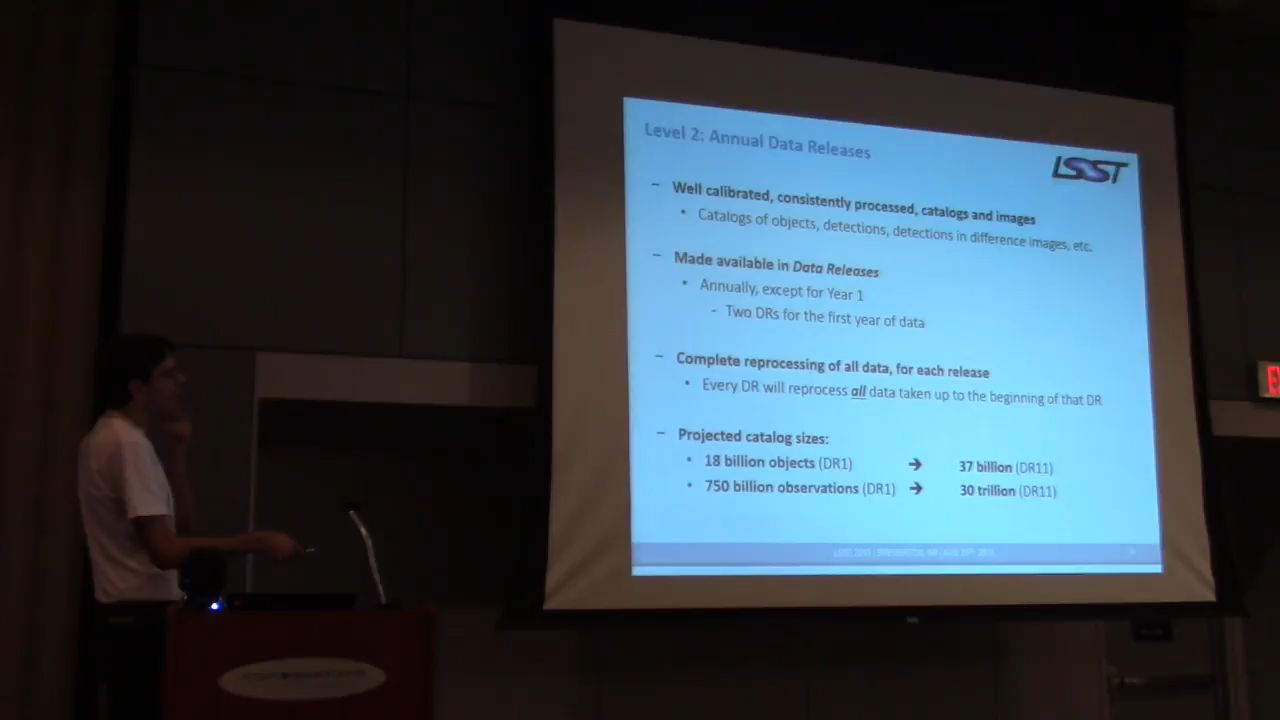 Level 2: Annual Data Releases
LSST
– Well calibrated, consistently processed, catalogs and images
• Catalogs of objects, detections, detections in difference images, etc.
– Made available in Data Releases
• Annually, except for Year 1
- Two DRs for the first year of data
– Complete reprocessing of all data, for each release
• Every DR will reprocess all data taken up to the beginning of that DR
– Projected catalog sizes:
• 18 billion objects (DR1) → 37 billion (DR11)
• 750 billion observations (DR1) → 30 trillion (DR11)
E